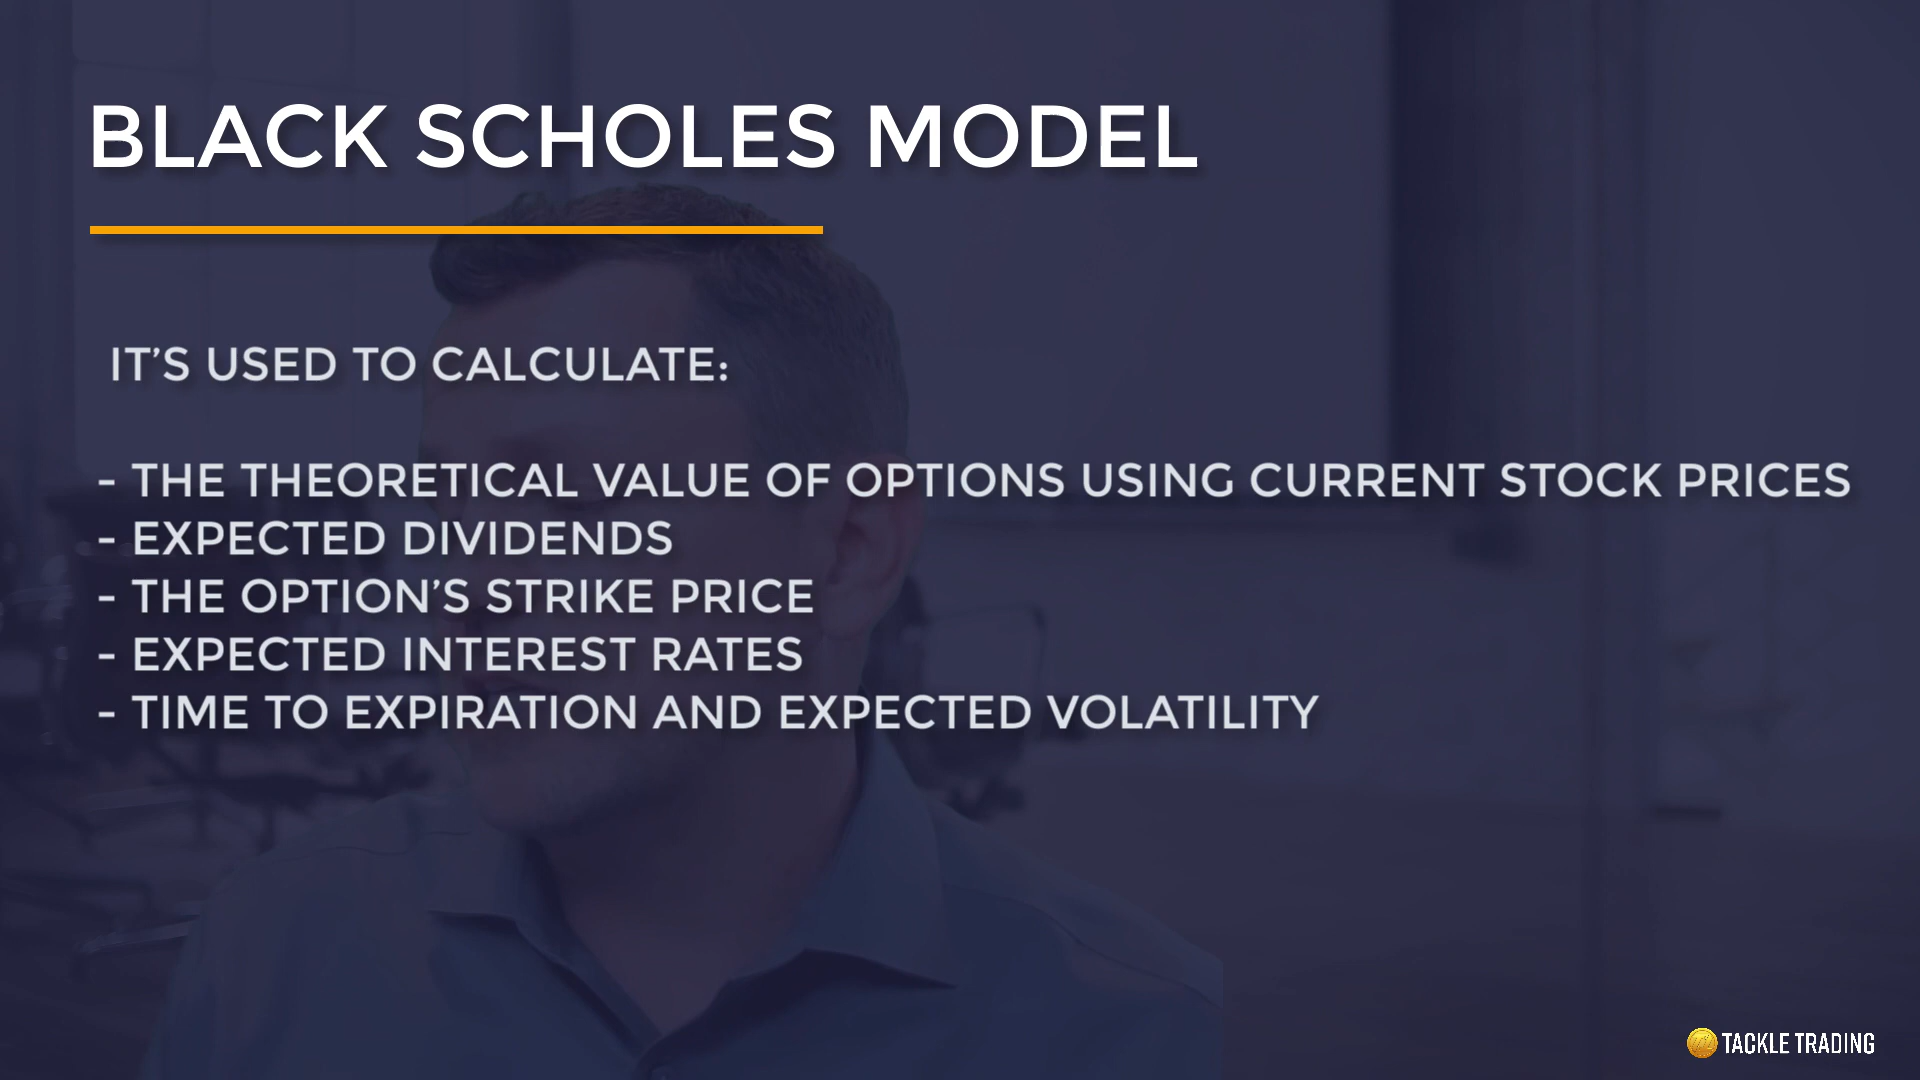 BLACK SCHOLES MODEL
IT’S USED TO CALCULATE:
- THE THEORETICAL VALUE OF OPTIONS USING CURRENT STOCK PRICES
- EXPECTED DIVIDENDS
- THE OPTION’S STRIKE PRICE
- EXPECTED INTEREST RATES
- TIME TO EXPIRATION AND EXPECTED VOLATILITY
TACKLE TRADING